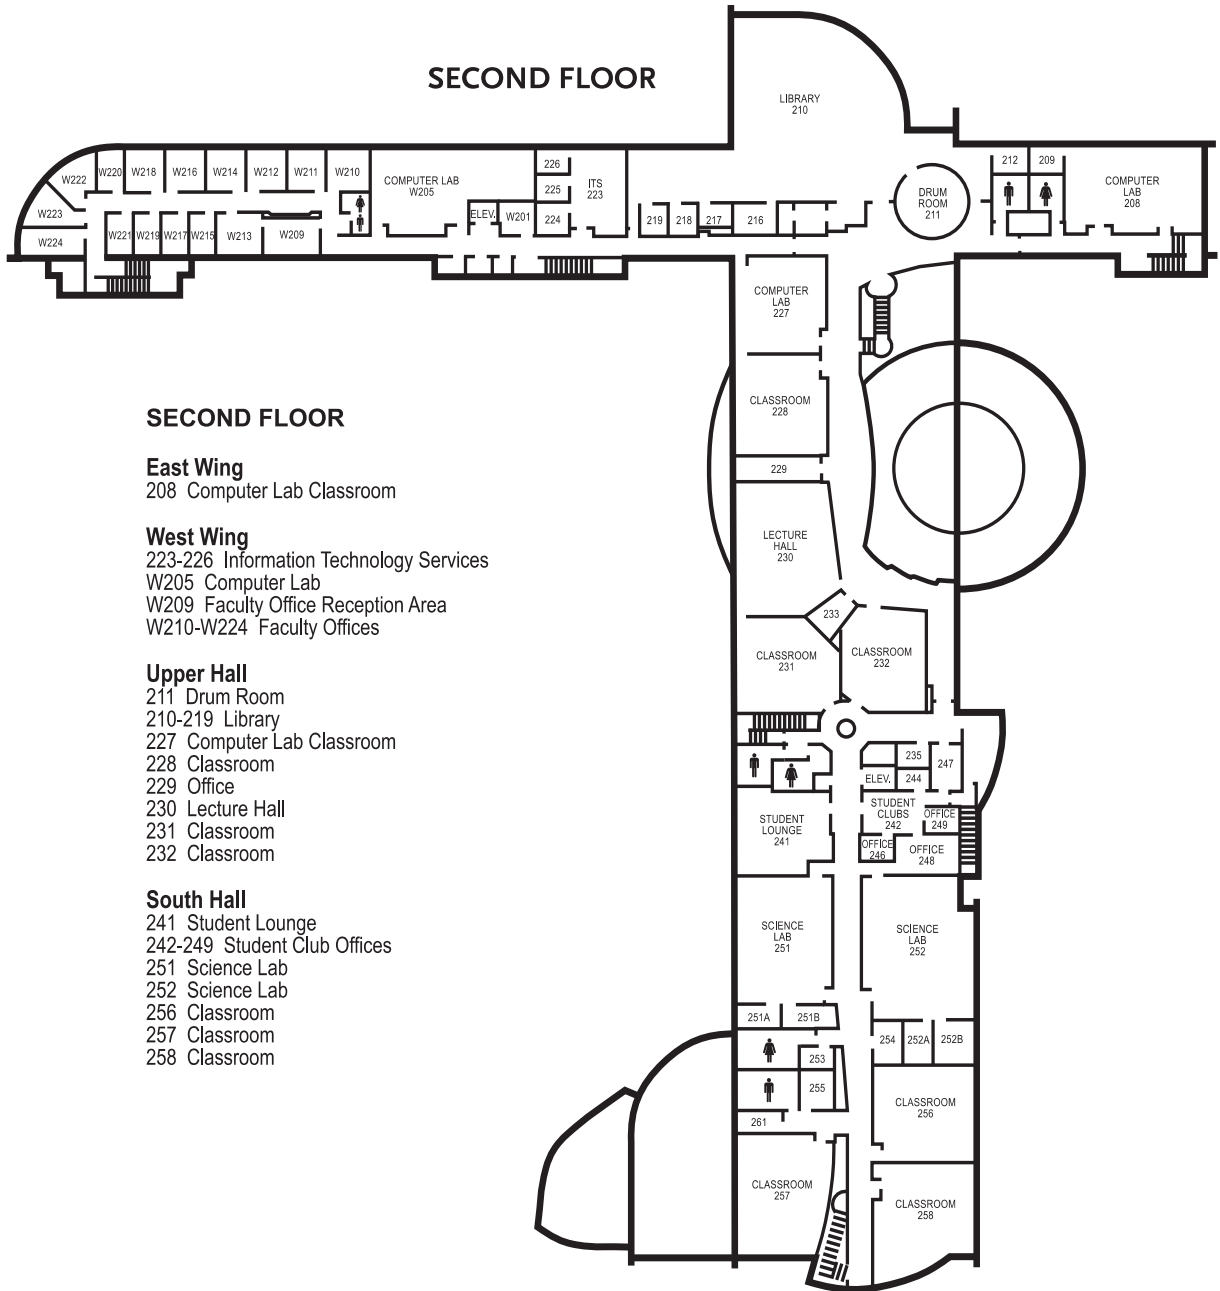 SECOND FLOOR
LIBRARY
210
W222
W220
W218
W216
W214
W212
W211
W210
COMPUTER LAB
W205
226
225
224
ITS
223
212
209
COMPUTER
LAB
208
DRUM
ROOM
211
W223
W224
W221
W219
W217
W215
W213
W209
ELEV.
W201
219
218
217
216
COMPUTER
LAB
227
CLASSROOM
228
229
LECTURE
HALL
230
233
CLASSROOM
231
CLASSROOM
232
235
247
ELEV.
244
STUDENT
LOUNGE
241
STUDENT
CLUBS
242
OFFICE
249
OFFICE
246
OFFICE
248
SCIENCE
LAB
251
SCIENCE
LAB
252
251A
251B
254
252A
252B
253
255
261
CLASSROOM
256
CLASSROOM
257
CLASSROOM
258
SECOND FLOOR
East Wing
208 Computer Lab Classroom
West Wing
223-226 Information Technology Services
W205 Computer Lab
W209 Faculty Office Reception Area
W210-W224 Faculty Offices
Upper Hall
211 Drum Room
210-219 Library
227 Computer Lab Classroom
228 Classroom
229 Office
230 Lecture Hall
231 Classroom
232 Classroom
South Hall
241 Student Lounge
242-249 Student Club Offices
251 Science Lab
252 Science Lab
256 Classroom
257 Classroom
258 Classroom